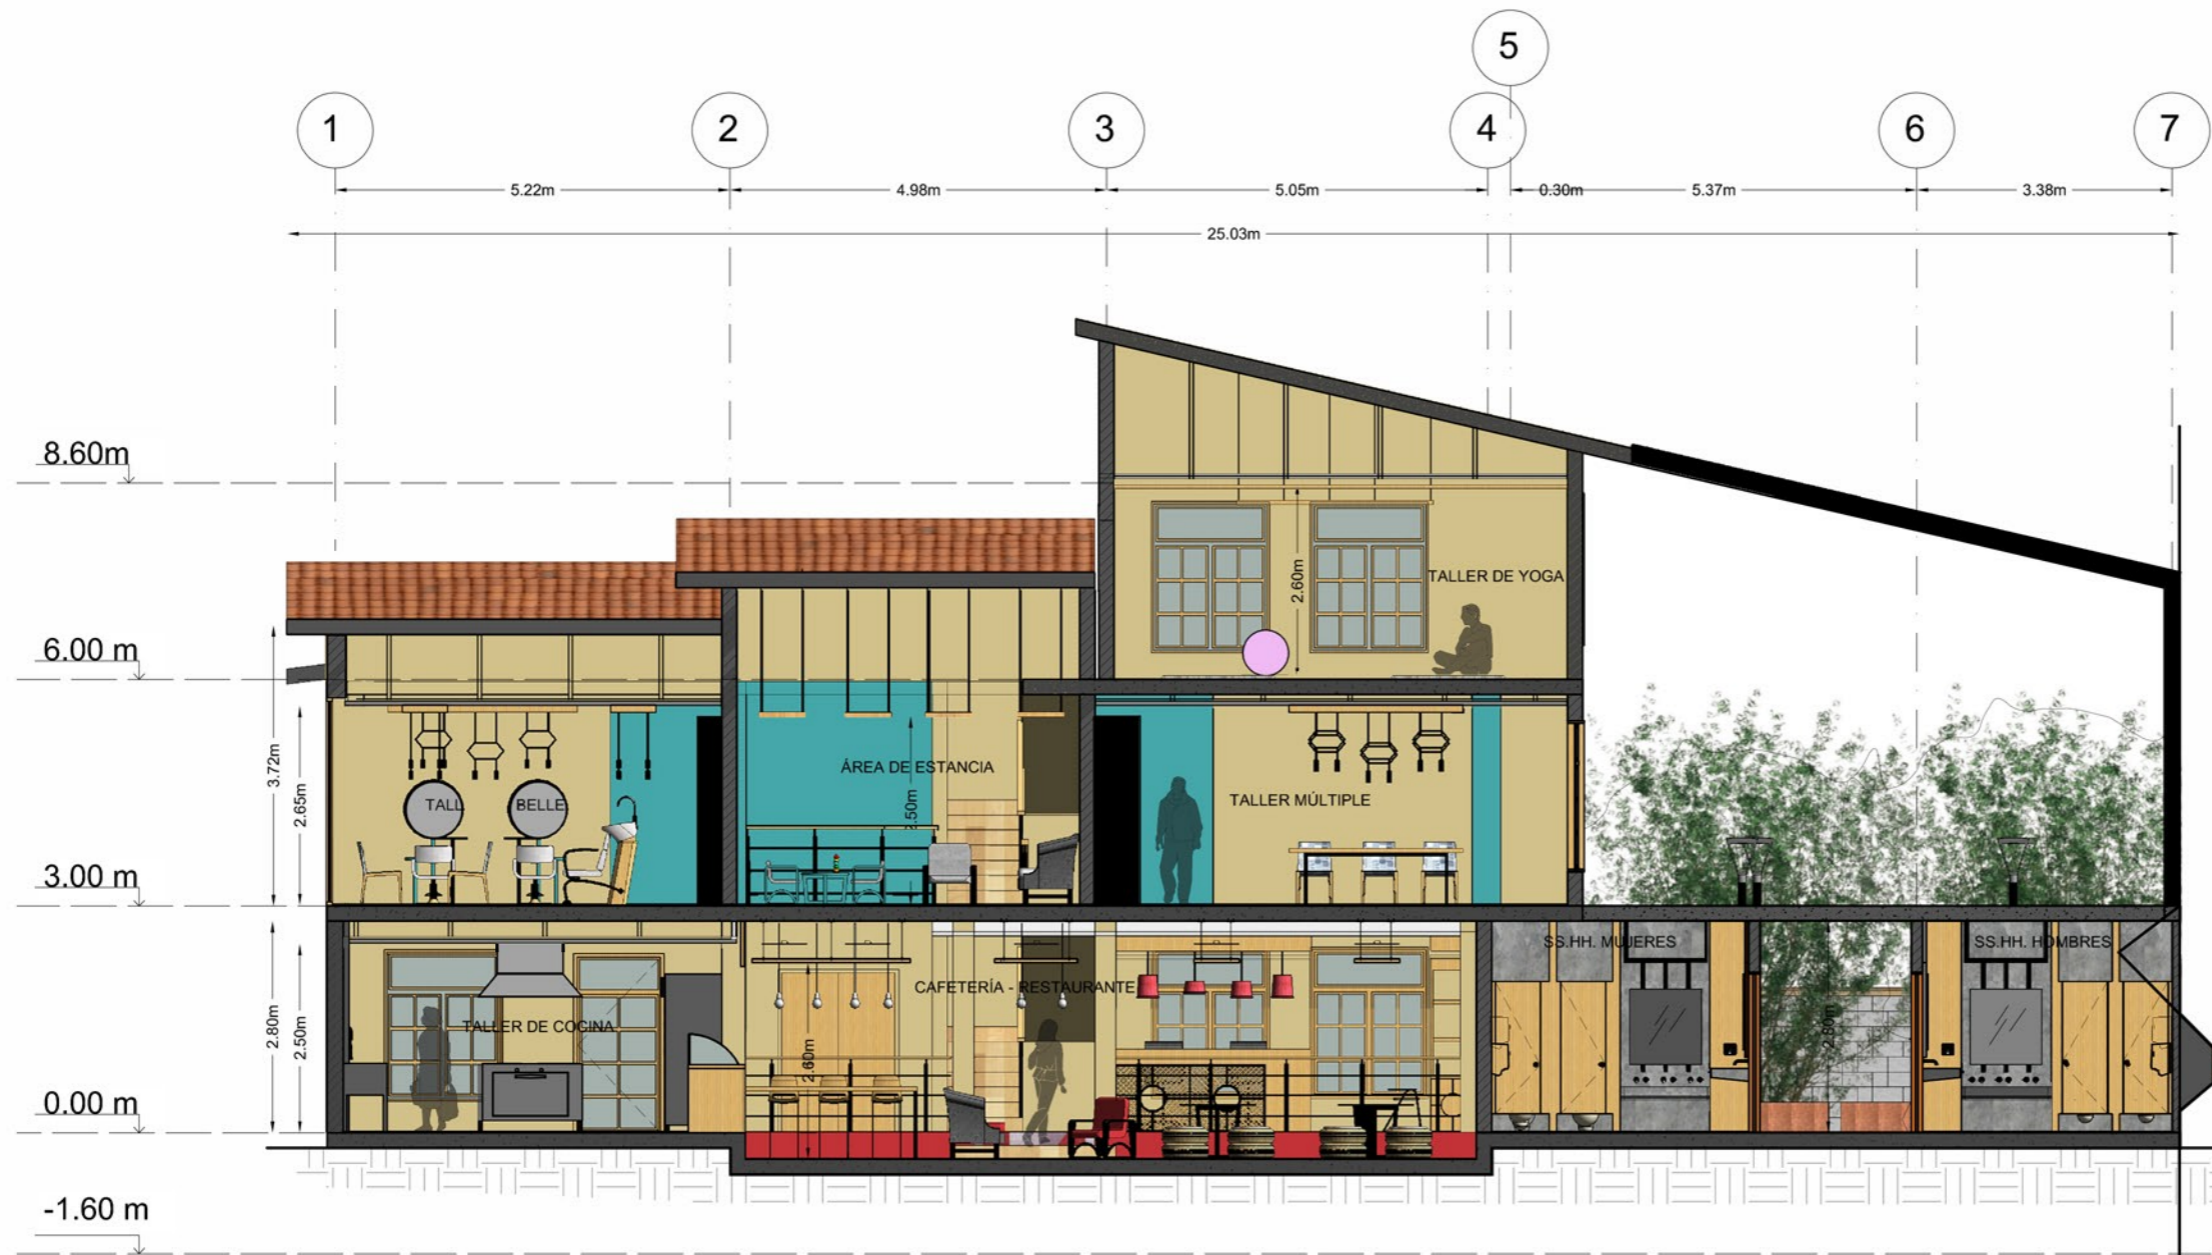 5
1 2 3 4 6 7
5.22m 4.98m 5.05m 0.30m 5.37m 3.38m
25.03m
8.60m
TALLER DE YOGA
2.60m
6.00 m
3.72m
2.65m
ÁREA DE ESTANCIA
2.50m
TALL BELLE
TALLER MÚLTIPLE
3.00 m
SS.HH. MUJERES
SS.HH. HOMBRES
CAFETERÍA - RESTAURANTE
TALLER DE COCINA
2.80m
2.50m
2.60m
2.80m
0.00 m
-1.60 m